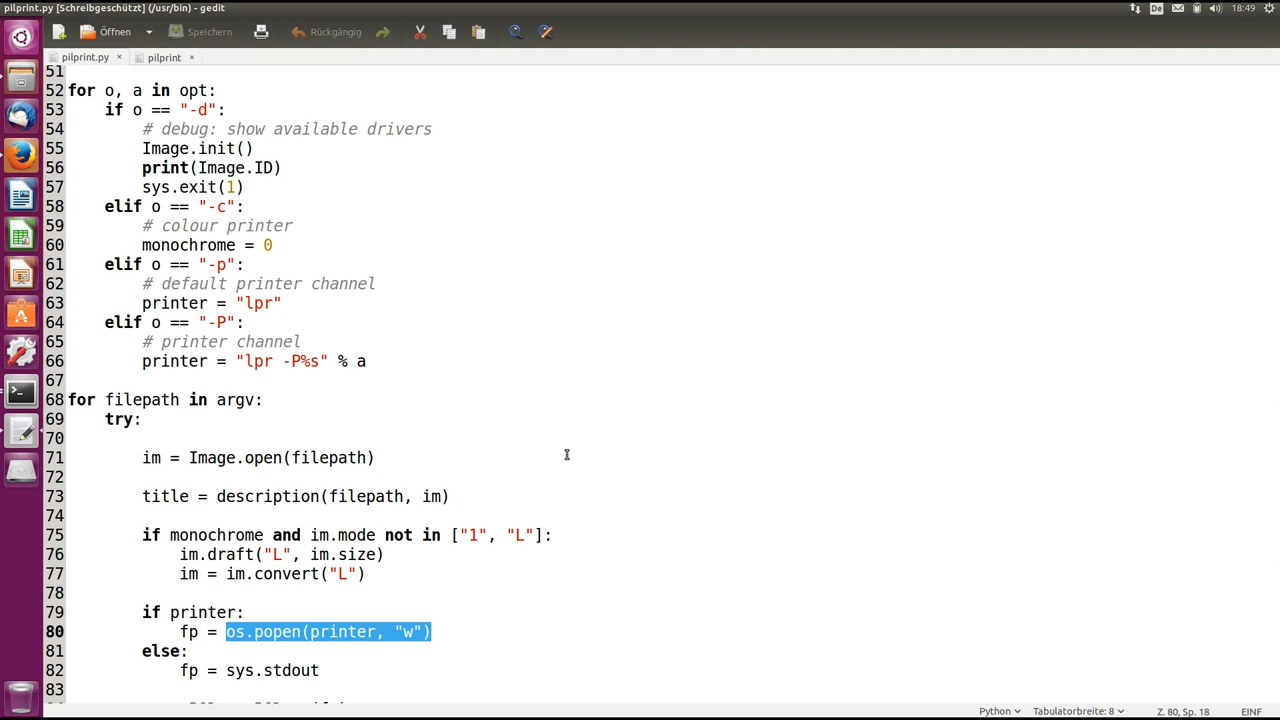 pilprint.py [Schreibgeschützt] (/usr/bin) - gedit
De 18:49
Öffnen Speichern Rückgängig
pilprint.py × pilprint ×
51
52 for o, a in opt:
53     if o == "-d":
54         # debug: show available drivers
55         Image.init()
56         print(Image.ID)
57         sys.exit(1)
58     elif o == "-c":
59         # colour printer
60         monochrome = 0
61     elif o == "-p":
62         # default printer channel
63         printer = "lpr"
64     elif o == "-P":
65         # printer channel
66         printer = "lpr -P%s" % a
67
68 for filepath in argv:
69     try:
70
71         im = Image.open(filepath)
72
73         title = description(filepath, im)
74
75         if monochrome and im.mode not in ["1", "L"]:
76             im.draft("L", im.size)
77             im = im.convert("L")
78
79         if printer:
80             fp = os.popen(printer, "w")
81         else:
82             fp = sys.stdout
83
Python Tabulatorbreite: 8 Z. 80, Sp. 18 EINF